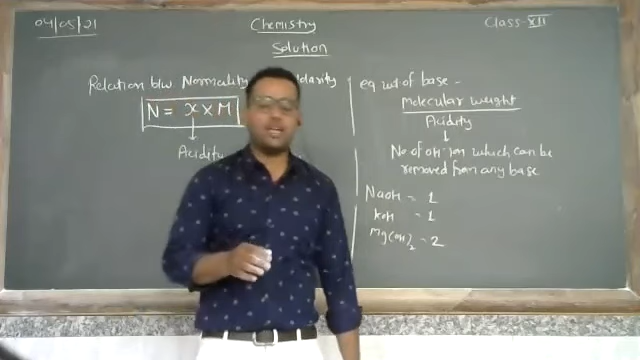 04/05/21
Chemistry
Class-XII
Solution
Relation b/w Normality
N = x x M
Acidity
eq wt of base -
Molecular weight
Acidity
No of OH⁻ ion which can be
removed from any base
NaOH = 1
KOH = 1
Mg(OH)₂ = 2